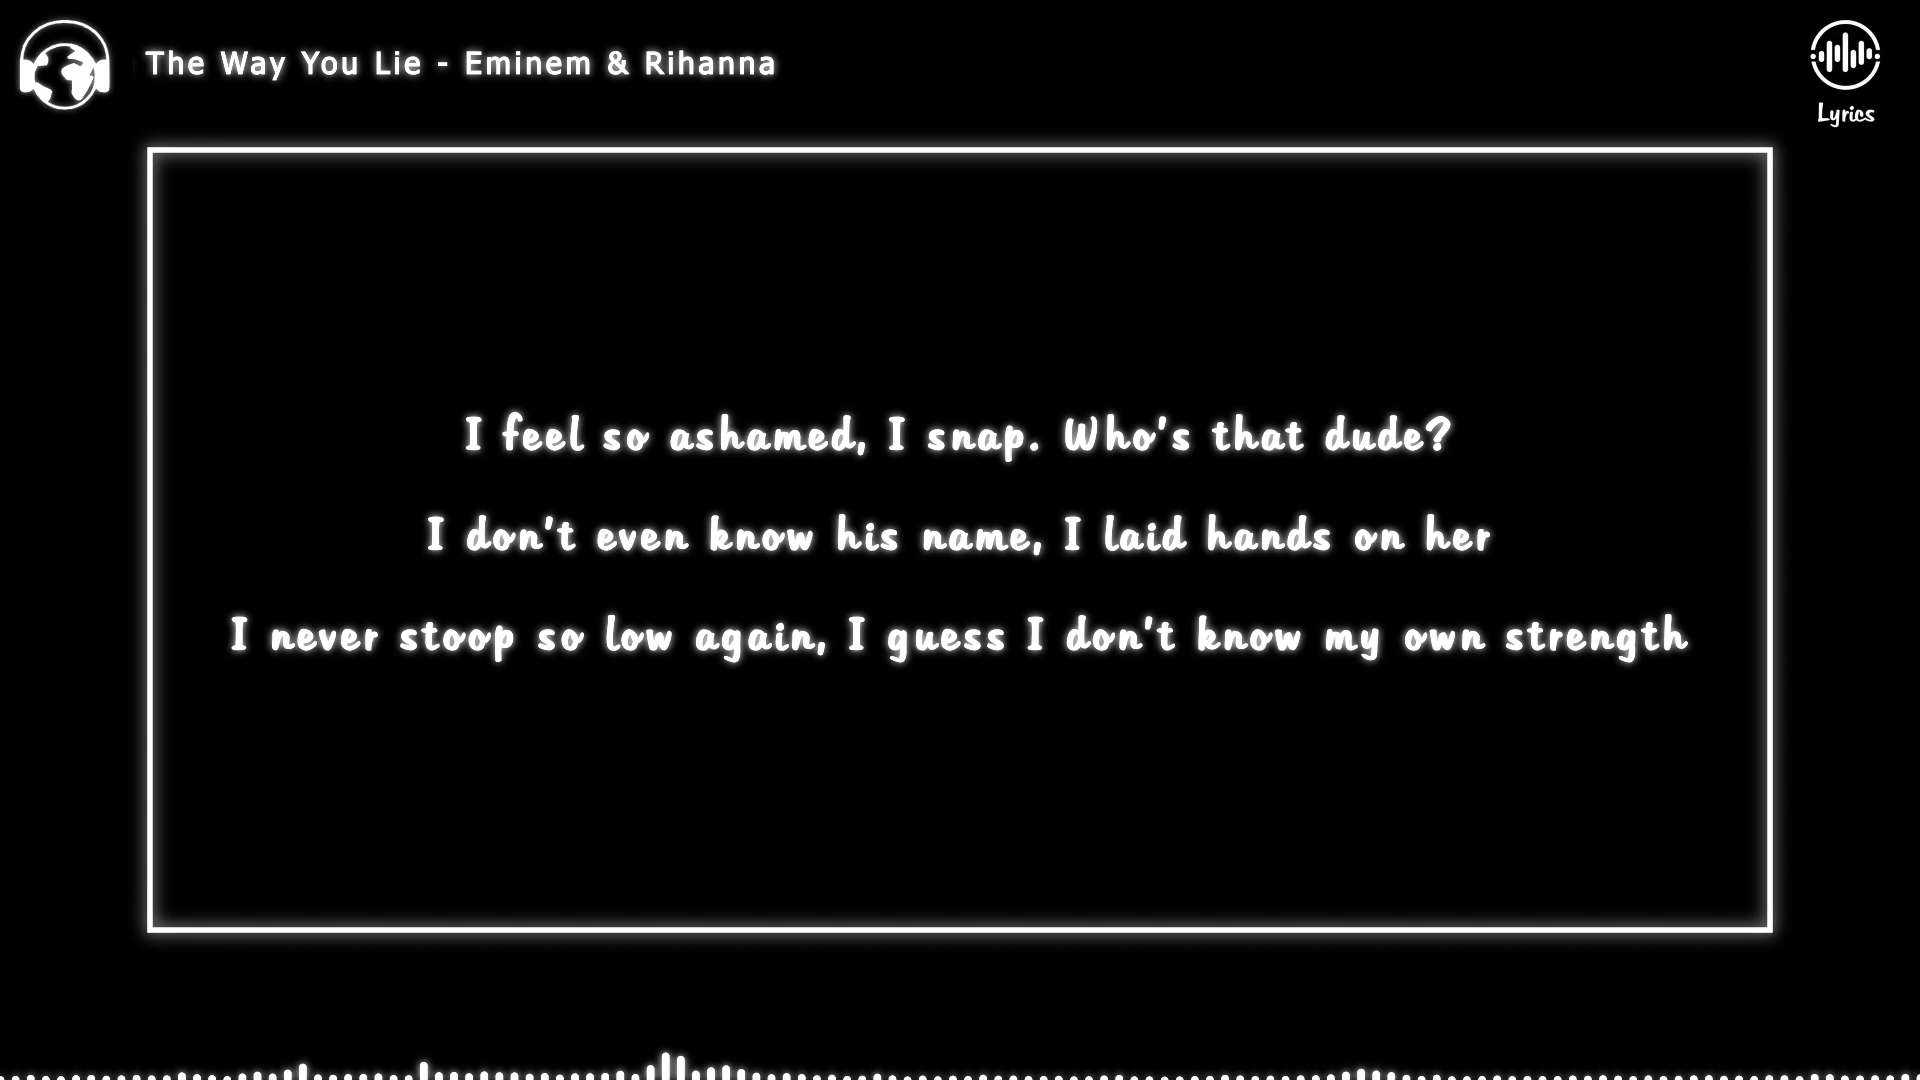 The Way You Lie - Eminem & Rihanna
Lyrics
I feel so ashamed, I snap. Who's that dude?
I don't even know his name, I laid hands on her
I never stoop so low again, I guess I don't know my own strength